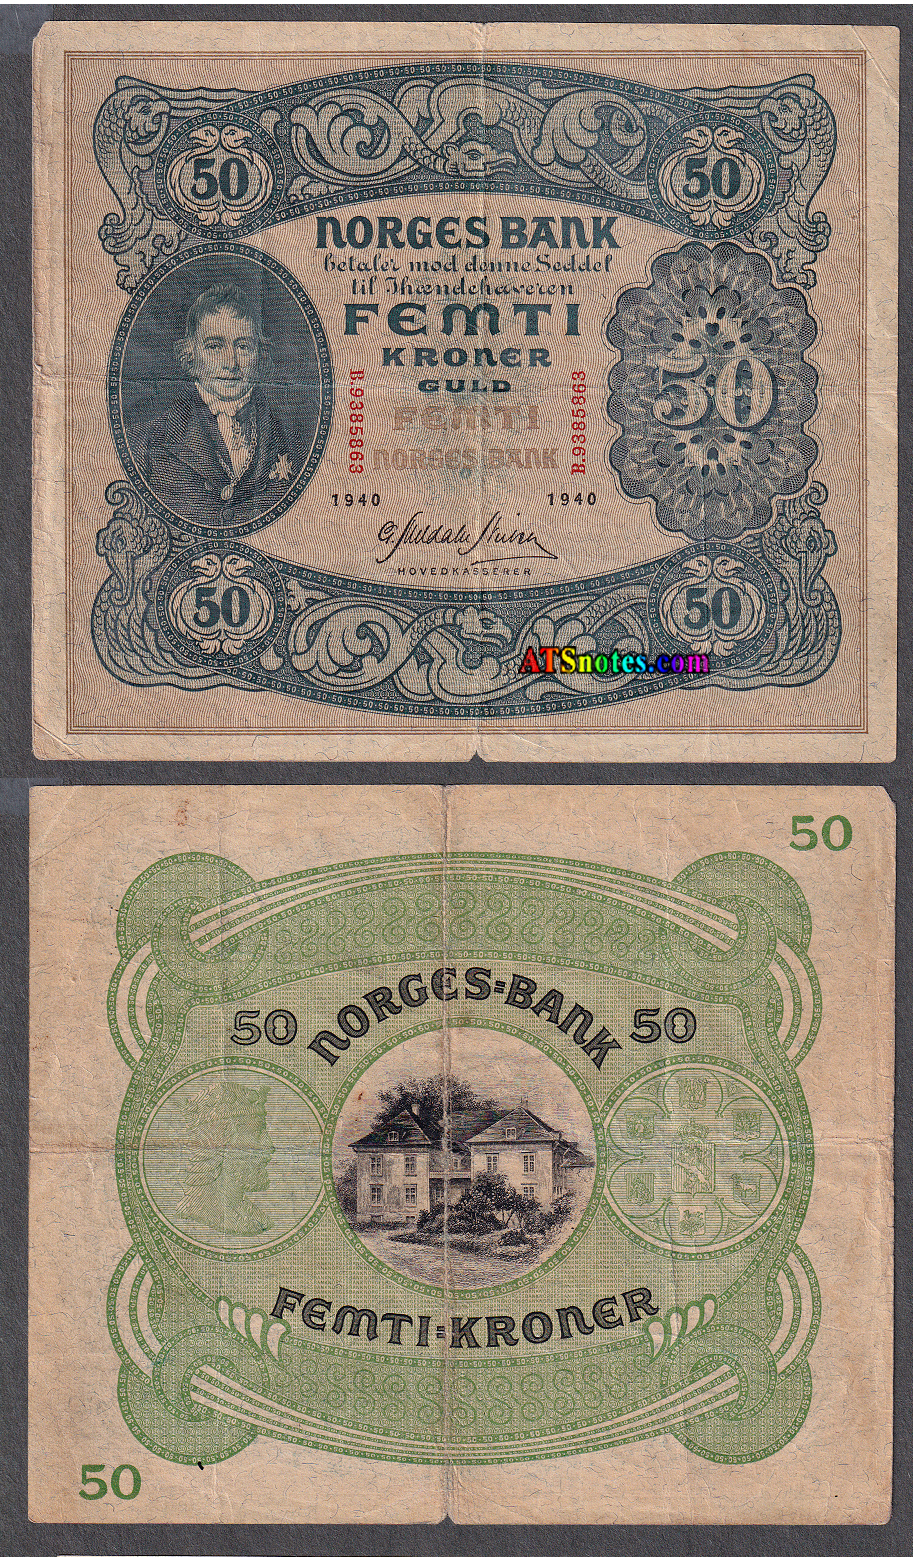 50 50
NORGES BANK
betaler mod denne Seddel
til Ihændehaveren
FEMTI
KRONER
GULD
50
FEMTI
B.9385863 B.9385863
NORGES BANK
1940 1940
HOVEDKASSERER
50 50
ATSnotes.com
50
NORGES=BANK
50 50
FEMTI=KRONER
50